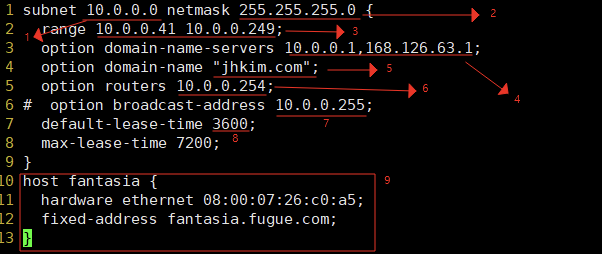 1 subnet 10.0.0.0 netmask 255.255.255.0 { 2
2 range 10.0.0.41 10.0.0.249; 3
1
3 option domain-name-servers 10.0.0.1,168.126.63.1;
4 option domain-name "jhkim.com"; 5
5 option routers 10.0.0.254; 6 4
6 #  option broadcast-address 10.0.0.255;
7 default-lease-time 3600; 7
8 max-lease-time 7200; 8
9 }
10 host fantasia { 9
11 hardware ethernet 08:00:07:26:c0:a5;
12 fixed-address fantasia.fugue.com;
13 }